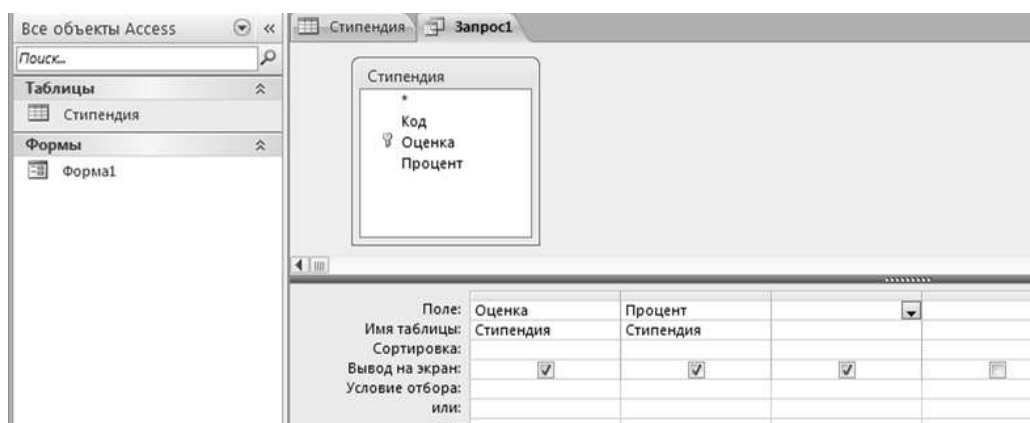 Все объекты Access «
Поиск...
Таблицы
Стипендия
Формы
Форма1
Стипендия Запрос1
Стипендия
*
Код
Оценка
Процент
Поле: Оценка Процент
Имя таблицы: Стипендия Стипендия
Сортировка:
Вывод на экран:
Условие отбора:
или: